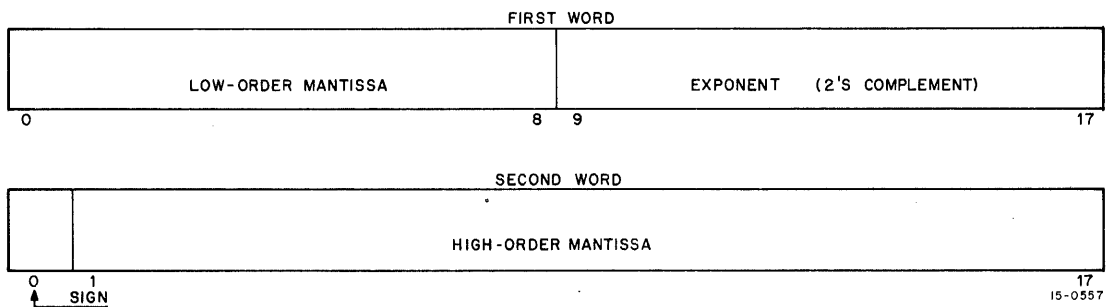 FIRST WORD
LOW-ORDER MANTISSA EXPONENT (2'S COMPLEMENT)
0 8 9 17
SECOND WORD
HIGH-ORDER MANTISSA
0 1 17
SIGN 15-0557